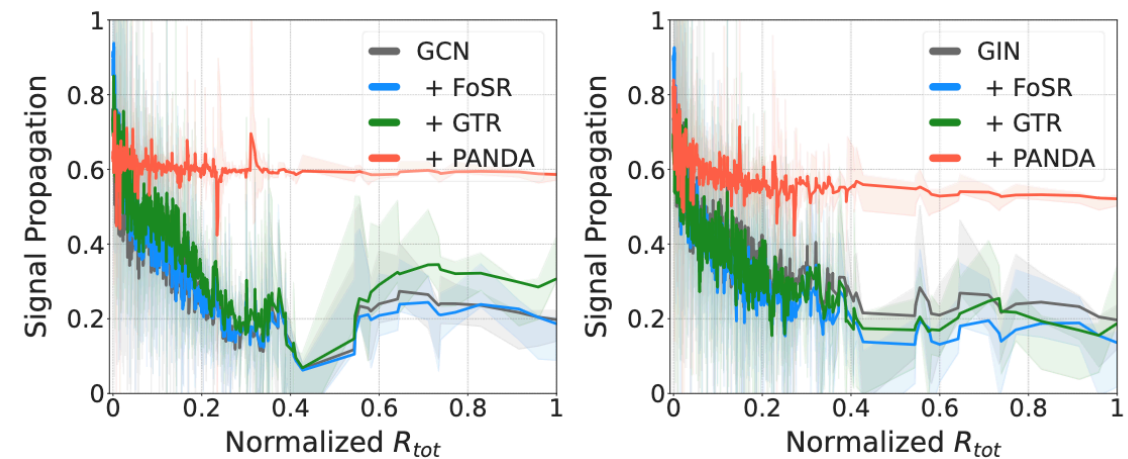 Signal Propagation
1
0.8
0.6
0.4
0.2
0
GCN
+ FoSR
+ GTR
+ PANDA
0 0.2 0.4 0.6 0.8 1
Normalized R_tot
Signal Propagation
1
0.8
0.6
0.4
0.2
0
GIN
+ FoSR
+ GTR
+ PANDA
0 0.2 0.4 0.6 0.8 1
Normalized R_tot